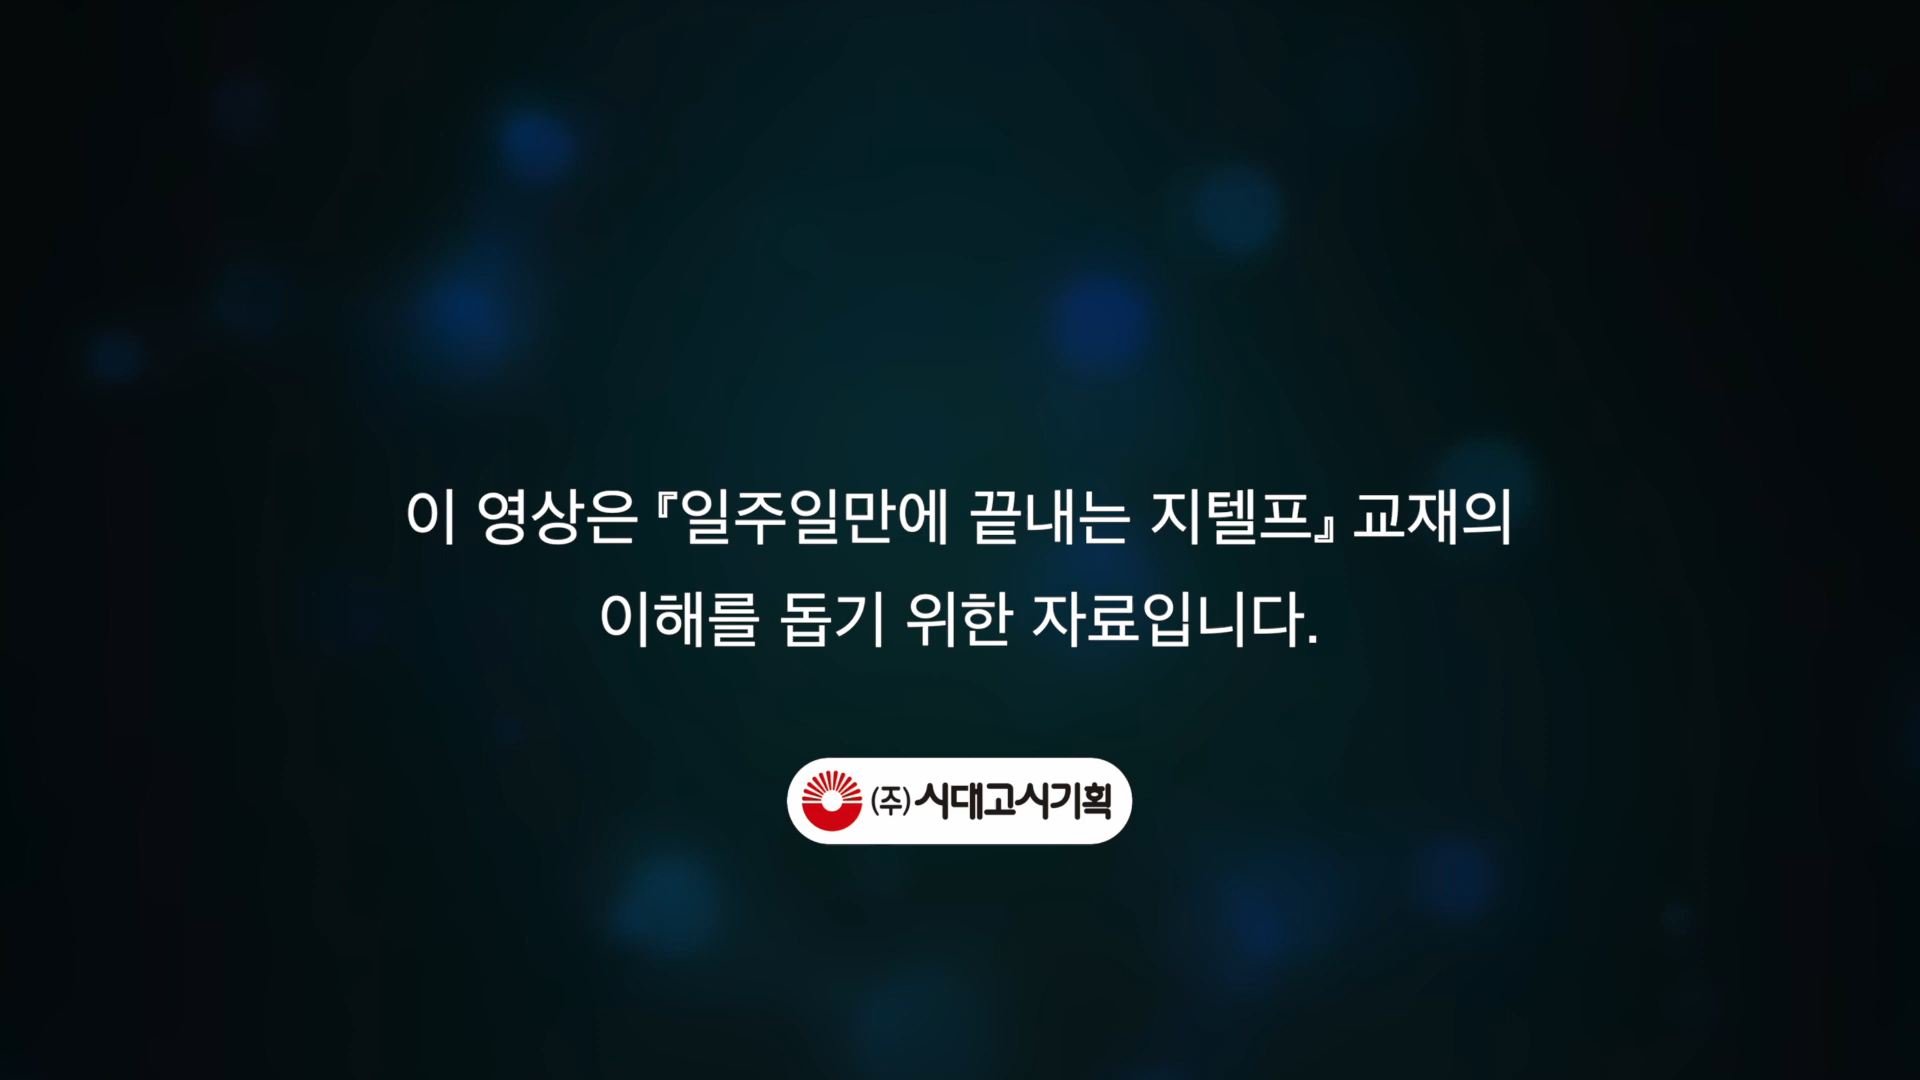 이 영상은 『일주일만에 끝내는 지텔프』 교재의
이해를 돕기 위한 자료입니다.
(주)시대고시기획